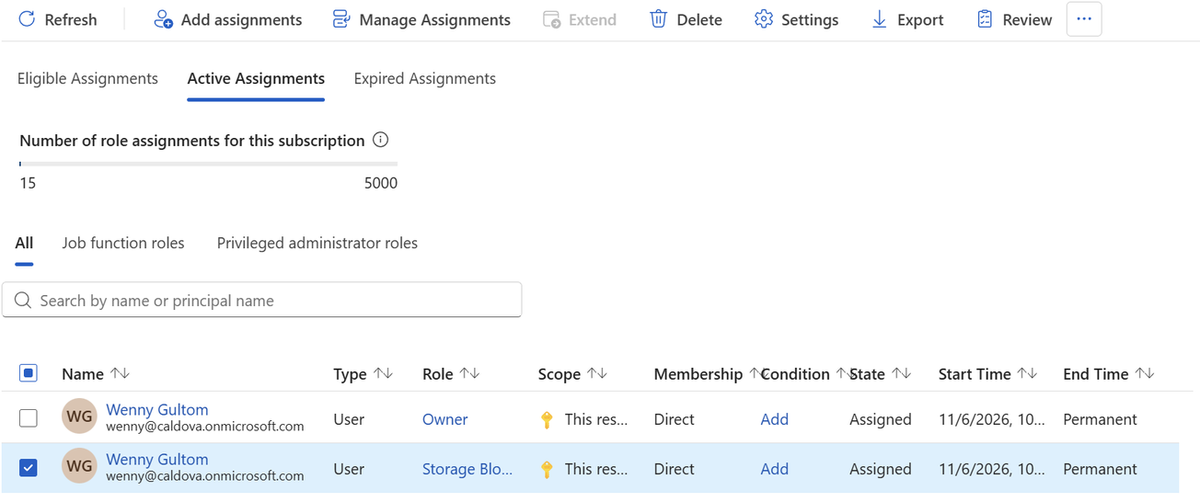 Refresh Add assignments Manage Assignments Extend Delete Settings Export Review ...
Eligible Assignments Active Assignments Expired Assignments
Number of role assignments for this subscription
15 5000
All Job function roles Privileged administrator roles
Search by name or principal name
Name Type Role Scope Membership Condition State Start Time End Time
WG Wenny Gultom User Owner This res... Direct Add Assigned 11/6/2026, 10... Permanent
wenny@caldova.onmicrosoft.com
WG Wenny Gultom User Storage Blo... This res... Direct Add Assigned 11/6/2026, 10... Permanent
wenny@caldova.onmicrosoft.com